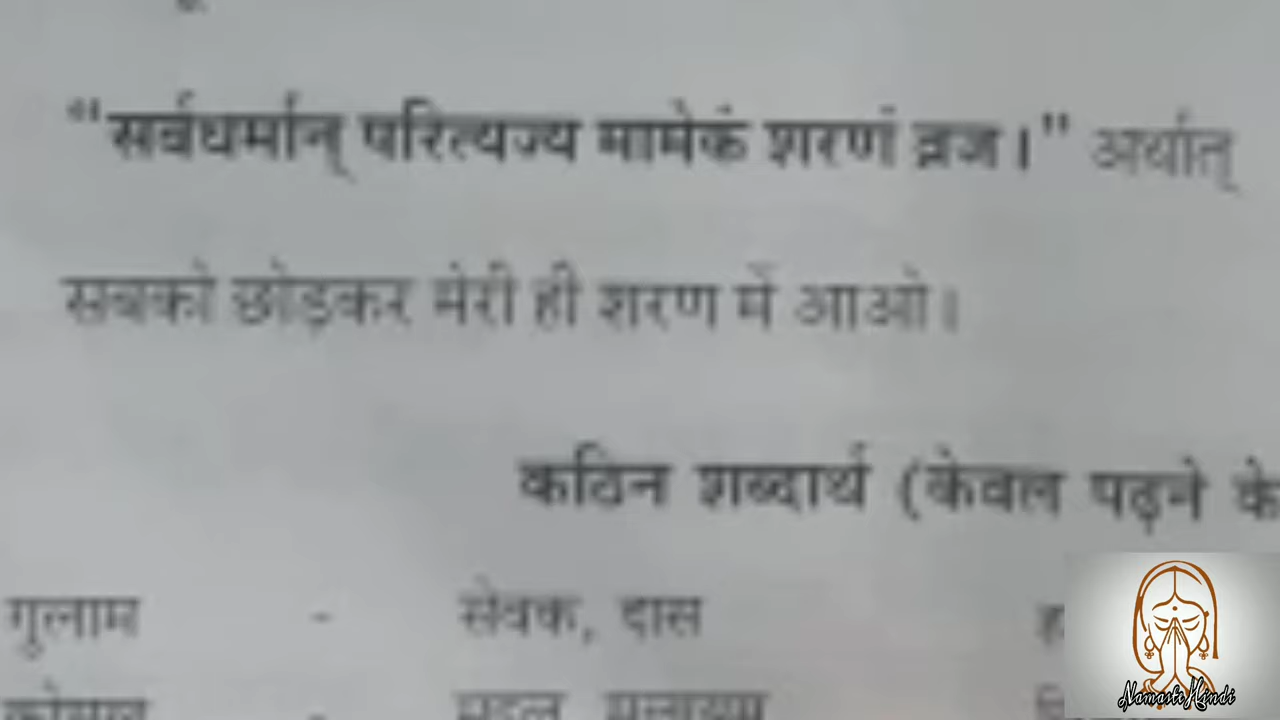 "सर्वधर्मान् परित्यज्य मामेकं शरणं व्रज।" अर्थात्
सबको छोड़कर मेरी ही शरण में आओ।
कठिन शब्दार्थ (केवल पढ़ने के
गुलाम - सेवक, दास
Namaste Hindi